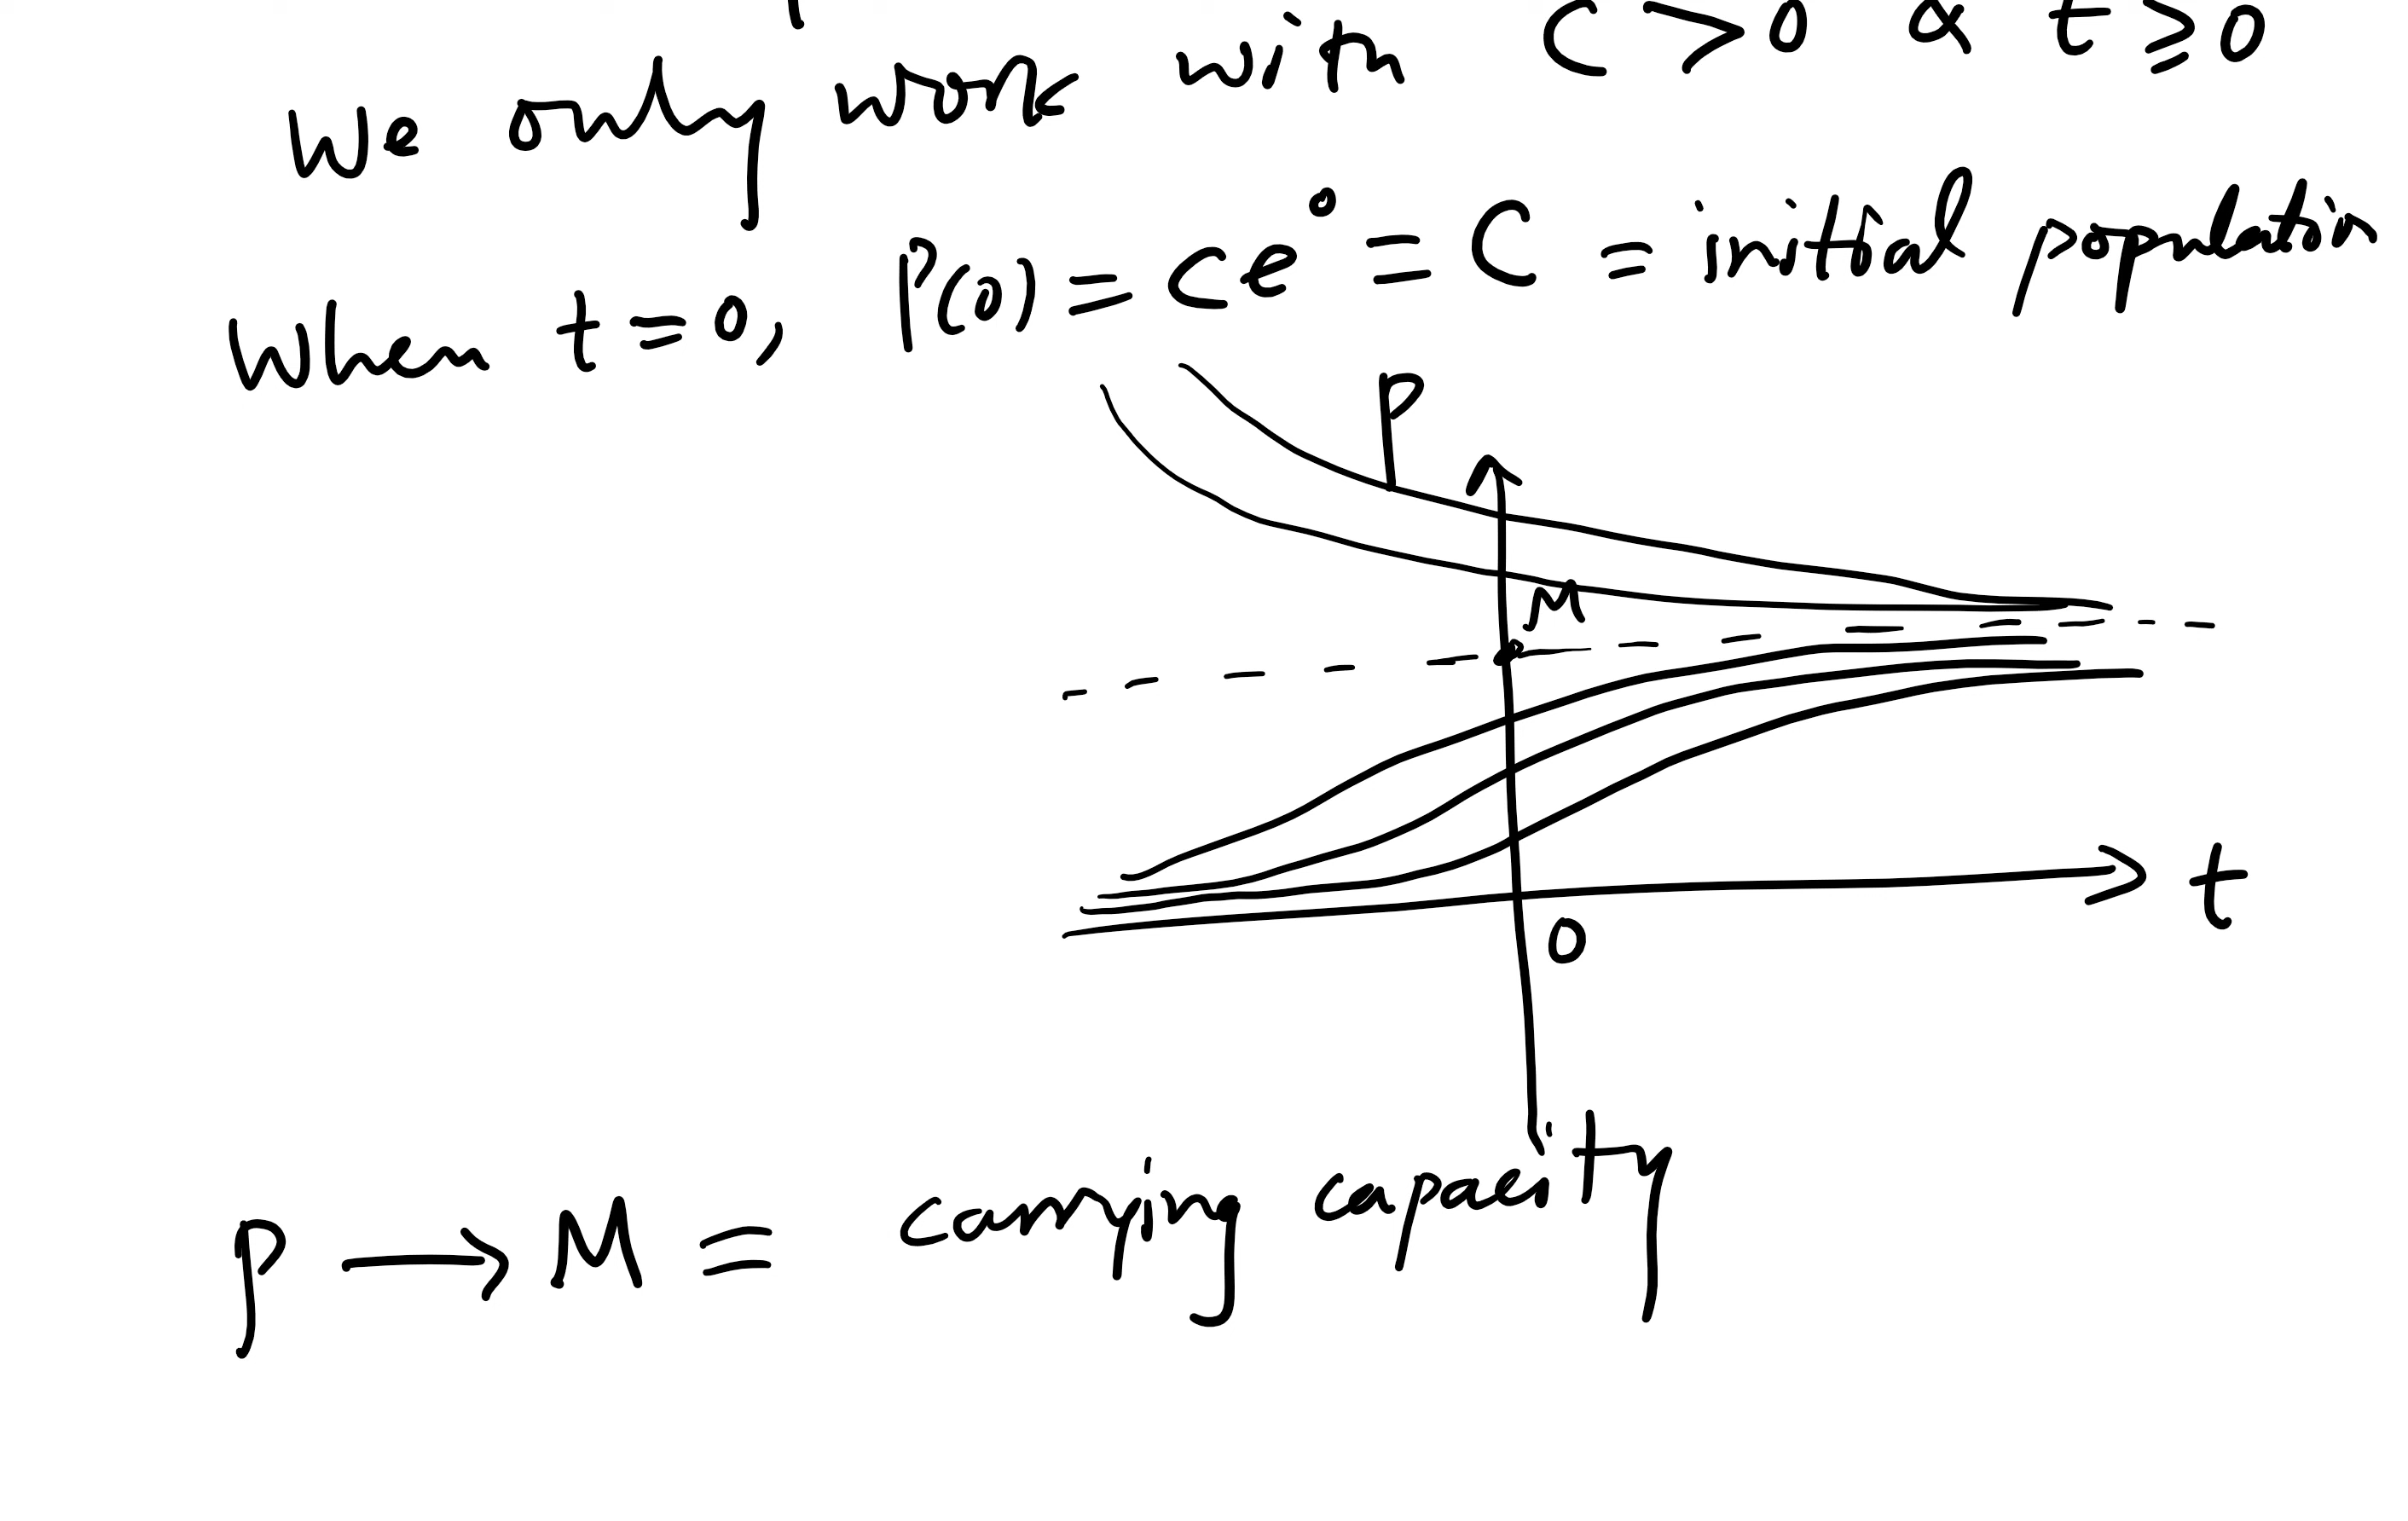 We only work with C > 0 & t ≥ 0
When t = 0, P(0) = ce⁰ = C = initial population
P
M
t
0
P → M = carrying capacity